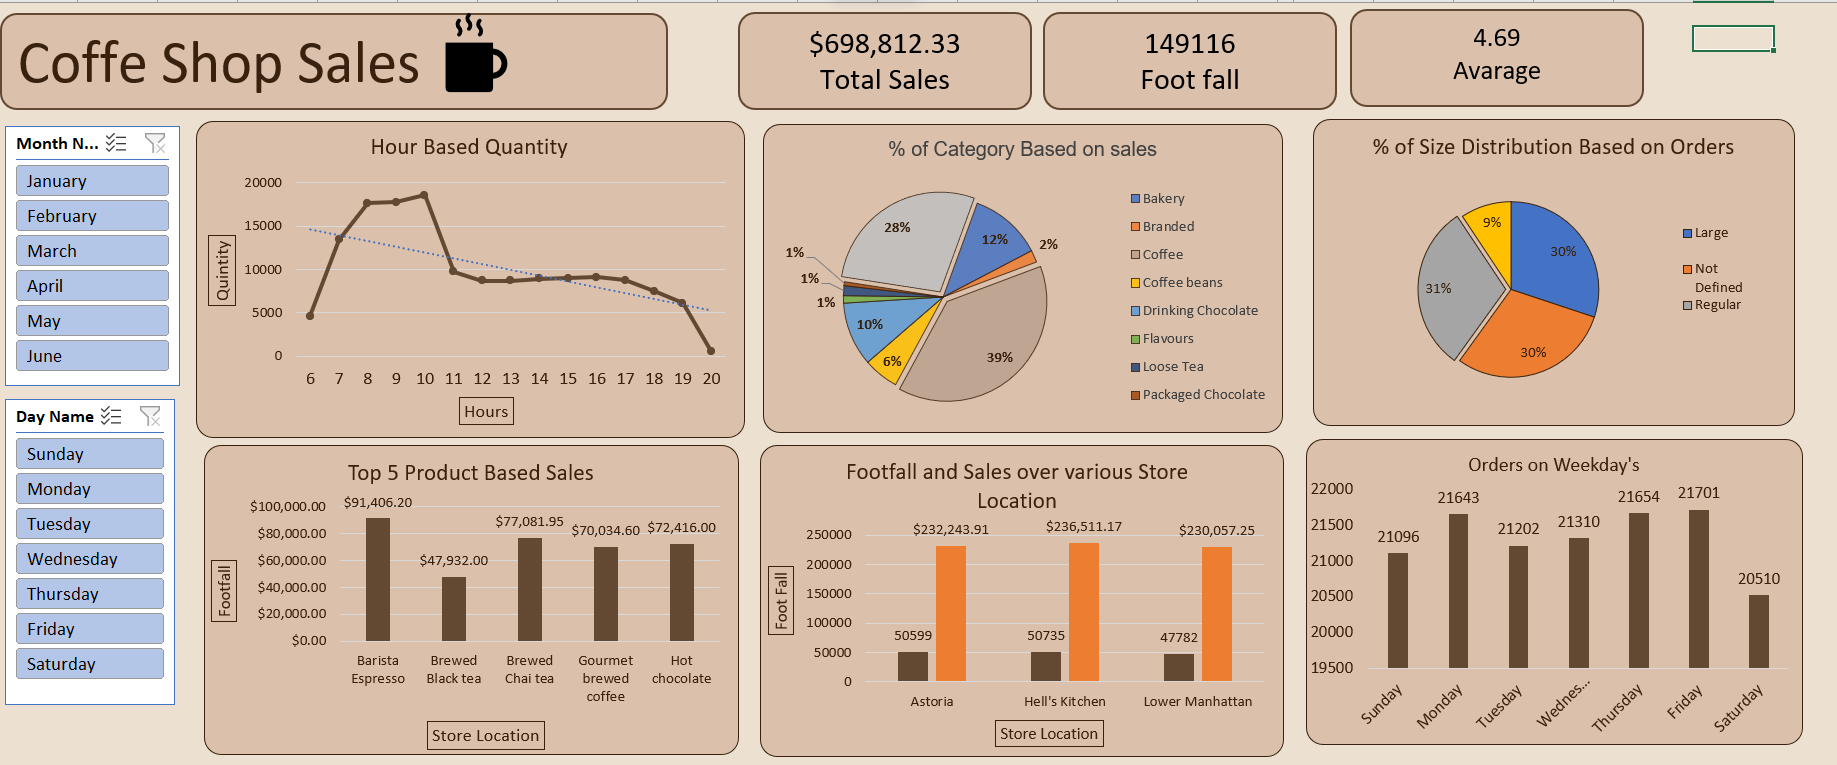 Coffe Shop Sales
$698,812.33
Total Sales
149116
Foot fall
4.69
Avarage
Month N...
January
February
March
April
May
June
Day Name
Sunday
Monday
Tuesday
Wednesday
Thursday
Friday
Saturday
Hour Based Quantity
20000
15000
10000
5000
0
Quintity
6 7 8 9 10 11 12 13 14 15 16 17 18 19 20
Hours
% of Category Based on sales
28%
12%
2%
39%
6%
10%
1%
1%
1%
Bakery
Branded
Coffee
Coffee beans
Drinking Chocolate
Flavours
Loose Tea
Packaged Chocolate
% of Size Distribution Based on Orders
9%
30%
31%
30%
Large
Not
Defined
Regular
Top 5 Product Based Sales
$100,000.00
$80,000.00
$60,000.00
$40,000.00
$20,000.00
$0.00
Footfall
$91,406.20
$47,932.00
$77,081.95
$70,034.60
$72,416.00
Barista
Espresso
Brewed
Black tea
Brewed
Chai tea
Gourmet
brewed
coffee
Hot
chocolate
Store Location
Footfall and Sales over various Store
Location
250000
200000
150000
100000
50000
0
Foot Fall
$232,243.91
$236,511.17
$230,057.25
50599
50735
47782
Astoria
Hell's Kitchen
Lower Manhattan
Store Location
Orders on Weekday's
22000
21500
21000
20500
20000
19500
21096
21643
21202
21310
21654
21701
20510
Sunday
Monday
Tuesday
Wednes...
Thursday
Friday
Saturday